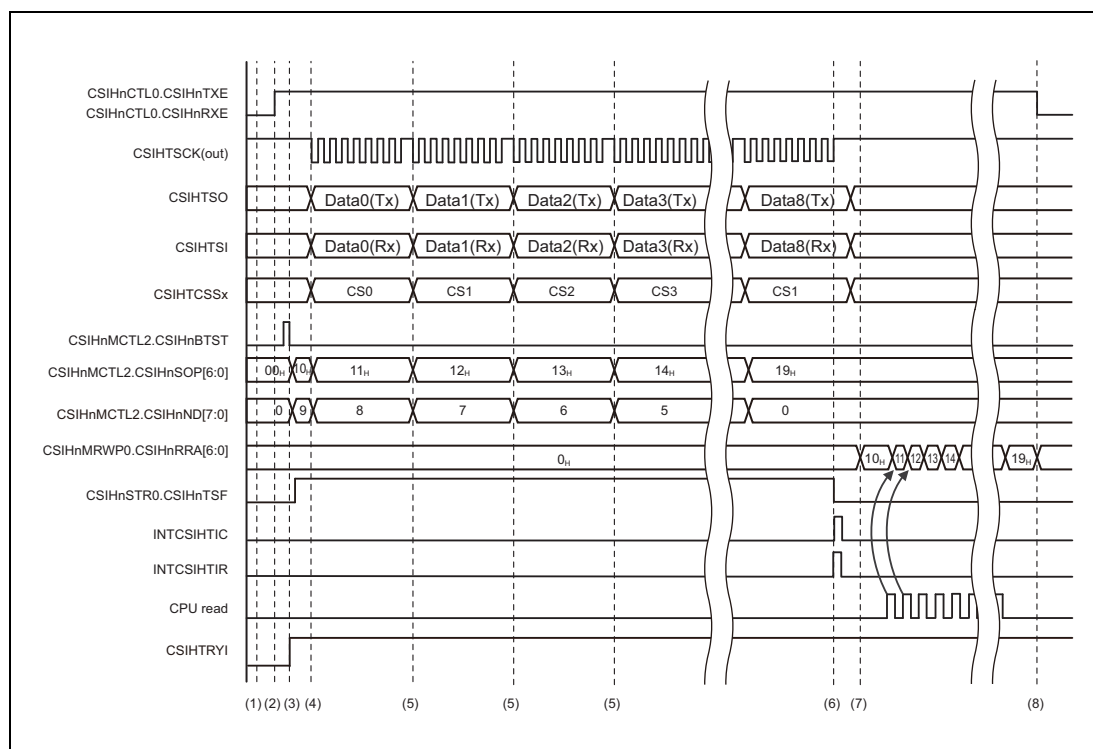 CSIHnCTL0.CSIHnTXE
CSIHnCTL0.CSIHnRXE
CSIHTSCK(out)
CSIHTSO Data0(Tx) Data1(Tx) Data2(Tx) Data3(Tx) Data8(Tx)
CSIHTSI Data0(Rx) Data1(Rx) Data2(Rx) Data3(Rx) Data8(Rx)
CSIHTCSSx CS0 CS1 CS2 CS3 CS1
CSIHnMCTL2.CSIHnBTST
CSIHnMCTL2.CSIHnSOP[6:0] 00H 10H 11H 12H 13H 14H 19H
CSIHnMCTL2.CSIHnND[7:0] 0 9 8 7 6 5 0
CSIHnMRWP0.CSIHnRRA[6:0] 0H 10H 11 12 13 14 19H
CSIHnSTR0.CSIHnTSF
INTCSIHTIC
INTCSIHTIR
CPU read
CSIHTRYI
(1) (2) (3) (4) (5) (5) (5) (6) (7) (8)